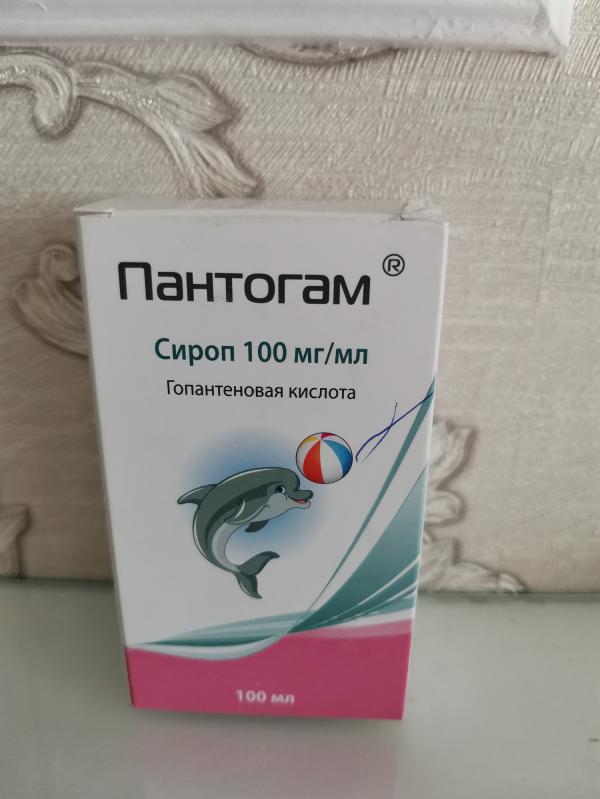 Пантогам ®
Сироп 100 мг/мл
Гопантеновая кислота
100 мл